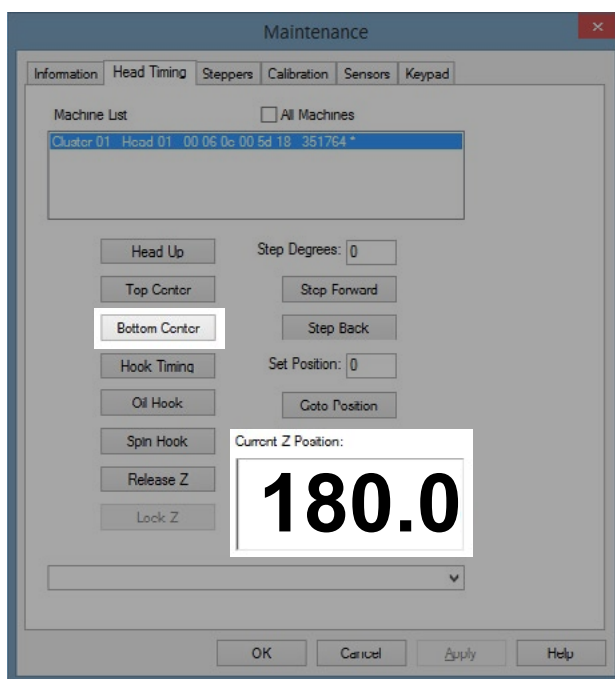 Maintenance
Information Head Timing Steppers Calibration Sensors Keypad
Machine List All Machines
Cluster 01 Head 01 00 06 0c 00 5d 18 351764 *
Head Up Step Degrees: 0
Top Center Step Forward
Bottom Center Step Back
Hook Timing Set Position: 0
Oil Hook Goto Position
Spin Hook Current Z Position:
Release Z 180.0
Lock Z
OK Cancel Apply Help